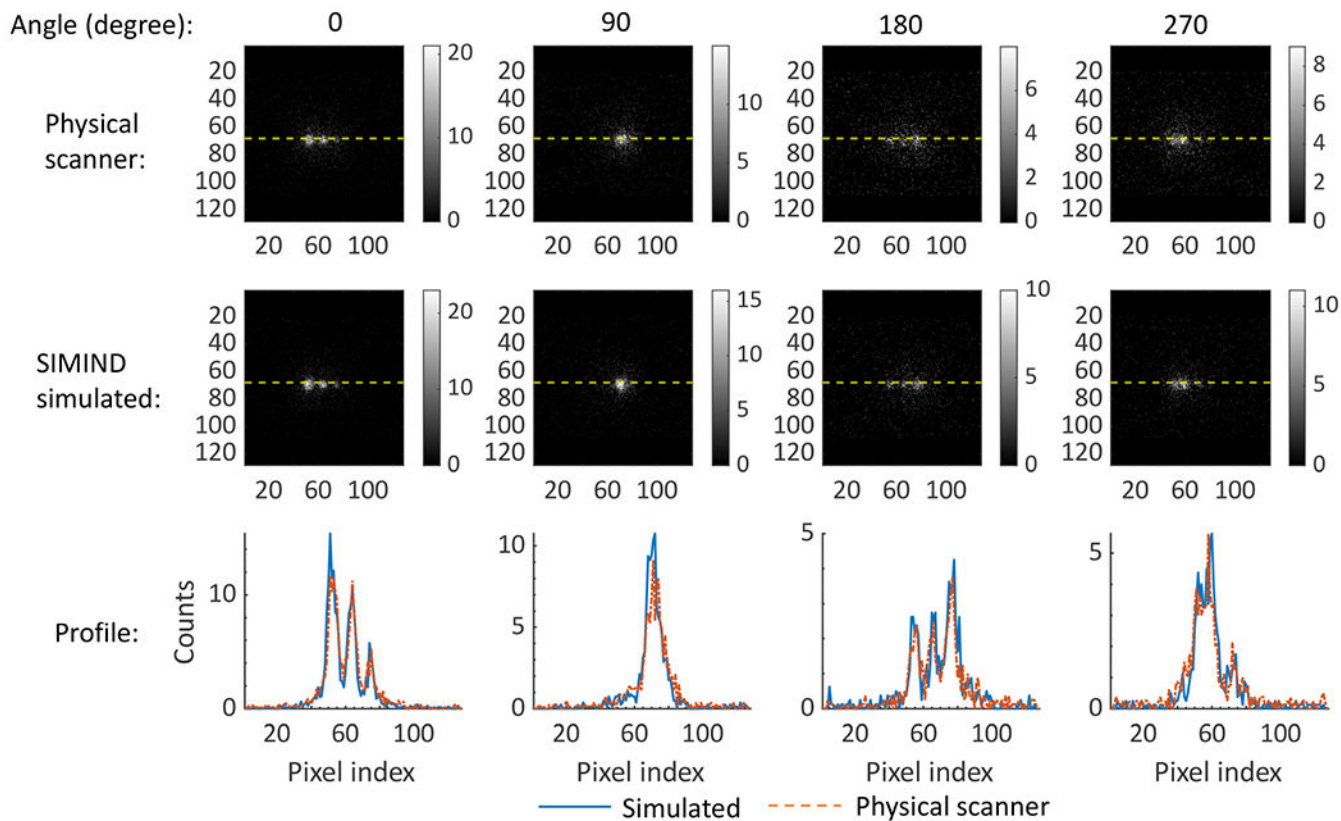 Angle (degree): 0 90 180 270
Physical scanner:
20 40 60 80 100 120
20 60 100
0 10 20
20 40 60 80 100 120
20 60 100
0 5 10
20 40 60 80 100 120
20 60 100
0 2 4 6
20 40 60 80 100 120
20 60 100
0 2 4 6 8
SIMIND simulated:
20 40 60 80 100 120
20 60 100
0 10 20
20 40 60 80 100 120
20 60 100
0 5 10 15
20 40 60 80 100 120
20 60 100
0 5 10
20 40 60 80 100 120
20 60 100
0 5 10
Profile:
Counts
0 10
20 60 100
Pixel index
0 5 10
20 60 100
Pixel index
0 5
20 60 100
Pixel index
0 5
20 60 100
Pixel index
Simulated Physical scanner